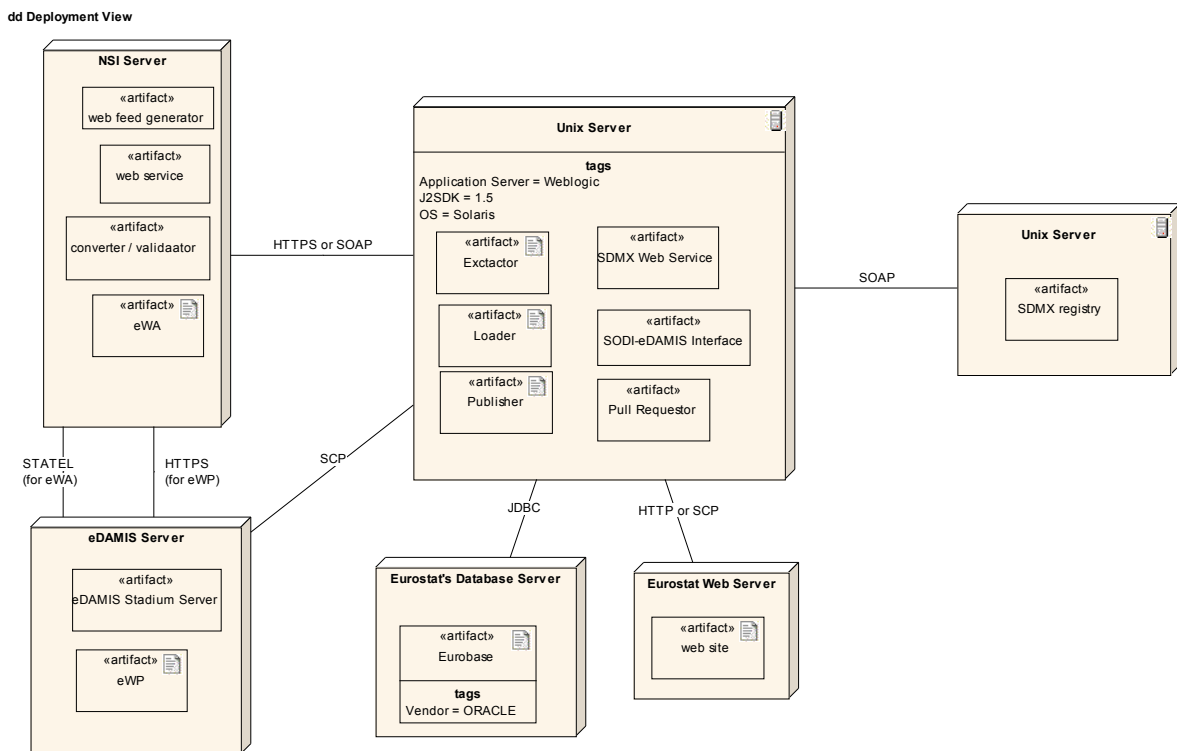 dd Deployment View
NSI Server
«artifact»
web feed generator
«artifact»
web service
«artifact»
converter / validaator
«artifact»
eWA
HTTPS or SOAP
Unix Server
tags
Application Server = Weblogic
J2SDK = 1.5
OS = Solaris
«artifact»
Exctactor
«artifact»
SDMX Web Service
«artifact»
Loader
«artifact»
SODI-eDAMIS Interface
«artifact»
Publisher
«artifact»
Pull Requestor
SOAP
Unix Server
«artifact»
SDMX registry
STATEL
(for eWA)
HTTPS
(for eWP)
SCP
JDBC
HTTP or SCP
eDAMIS Server
«artifact»
eDAMIS Stadium Server
«artifact»
eWP
Eurostat's Database Server
«artifact»
Eurobase
tags
Vendor = ORACLE
Eurostat Web Server
«artifact»
web site